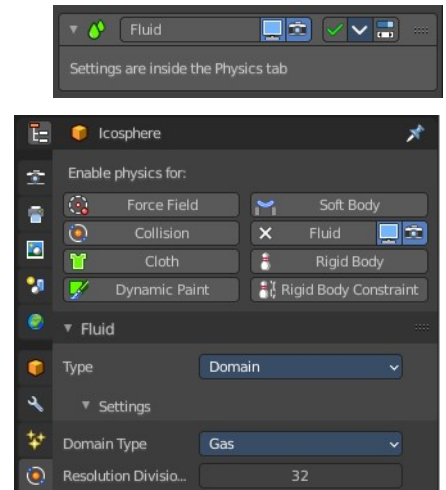 Fluid
Settings are inside the Physics tab
Icosphere
Enable physics for:
Force Field
Soft Body
Collision
Fluid
Cloth
Rigid Body
Dynamic Paint
Rigid Body Constraint
Fluid
Type
Domain
Settings
Domain Type
Gas
Resolution Divisio...
32